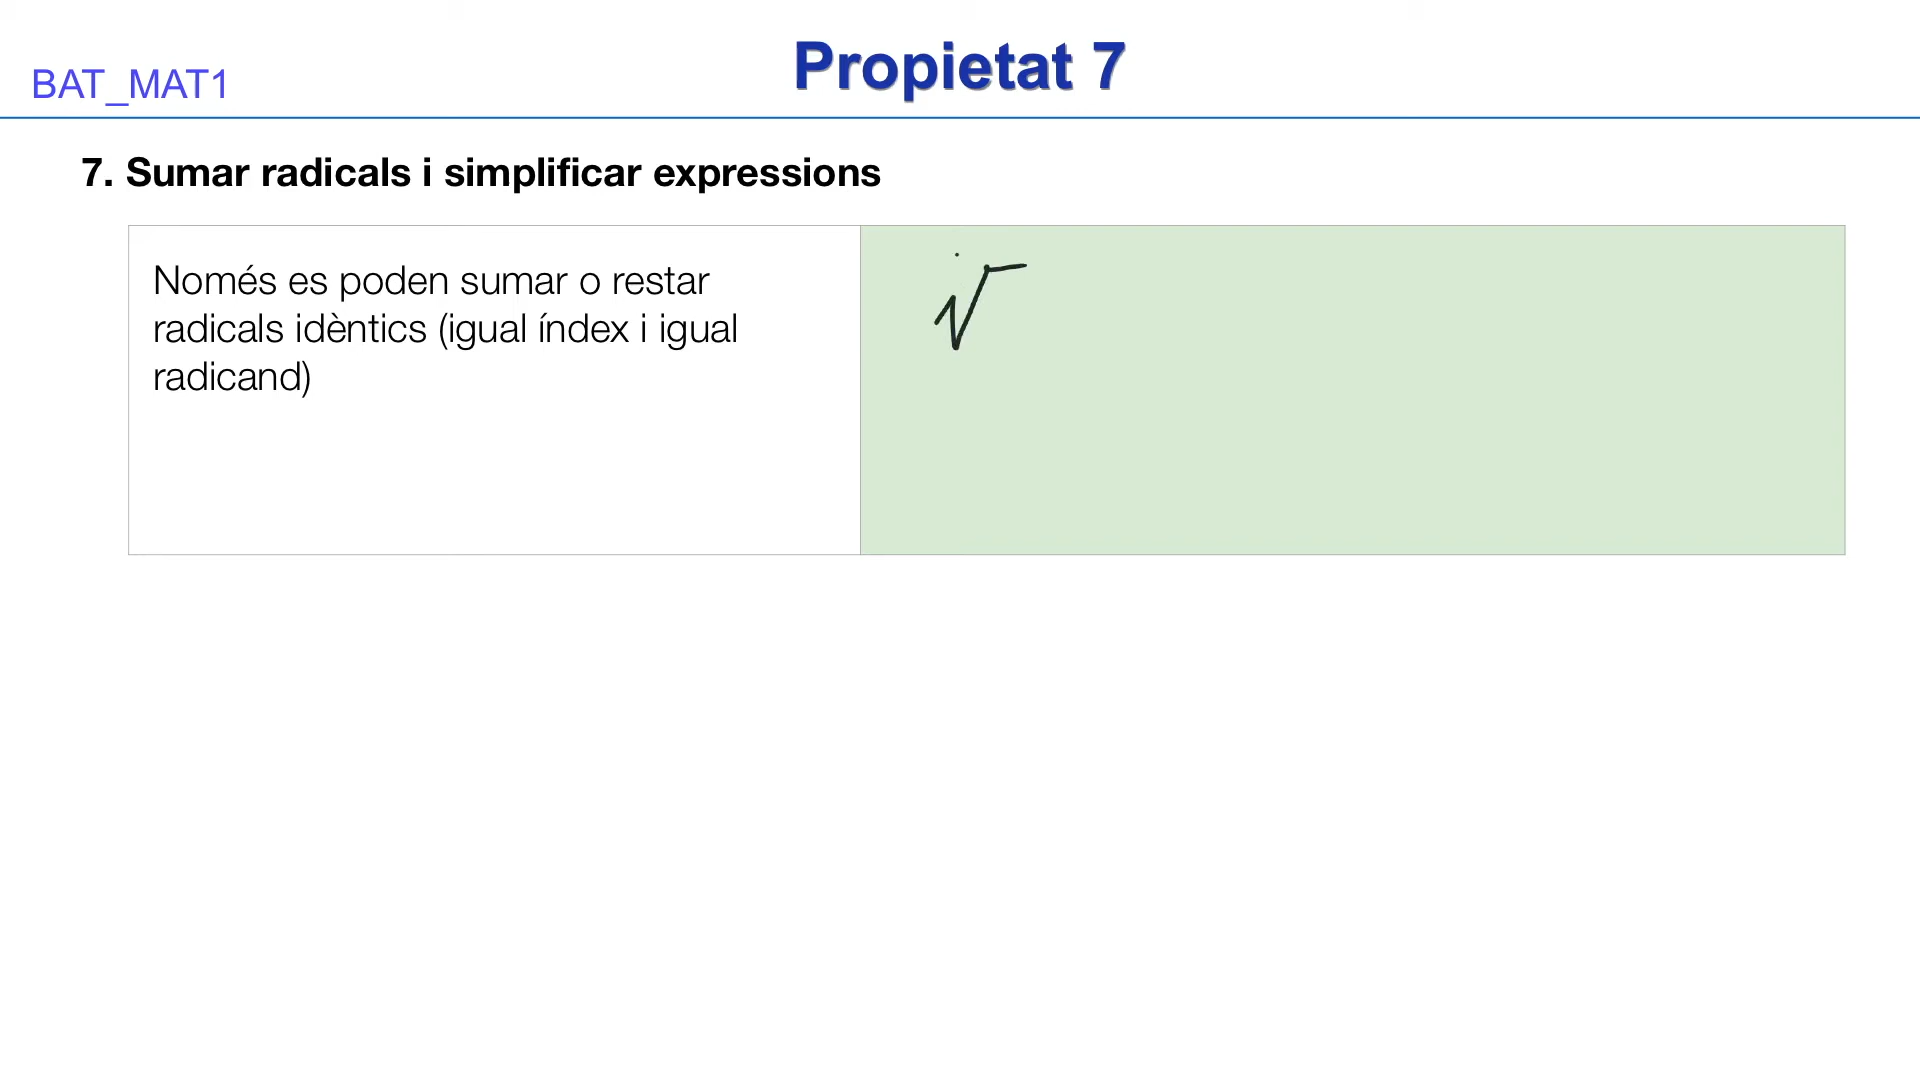 Propietat 7
BAT_MAT1
7. Sumar radicals i simplificar expressions
Només es poden sumar o restar
radicals idèntics (igual índex i igual
radicand)
√